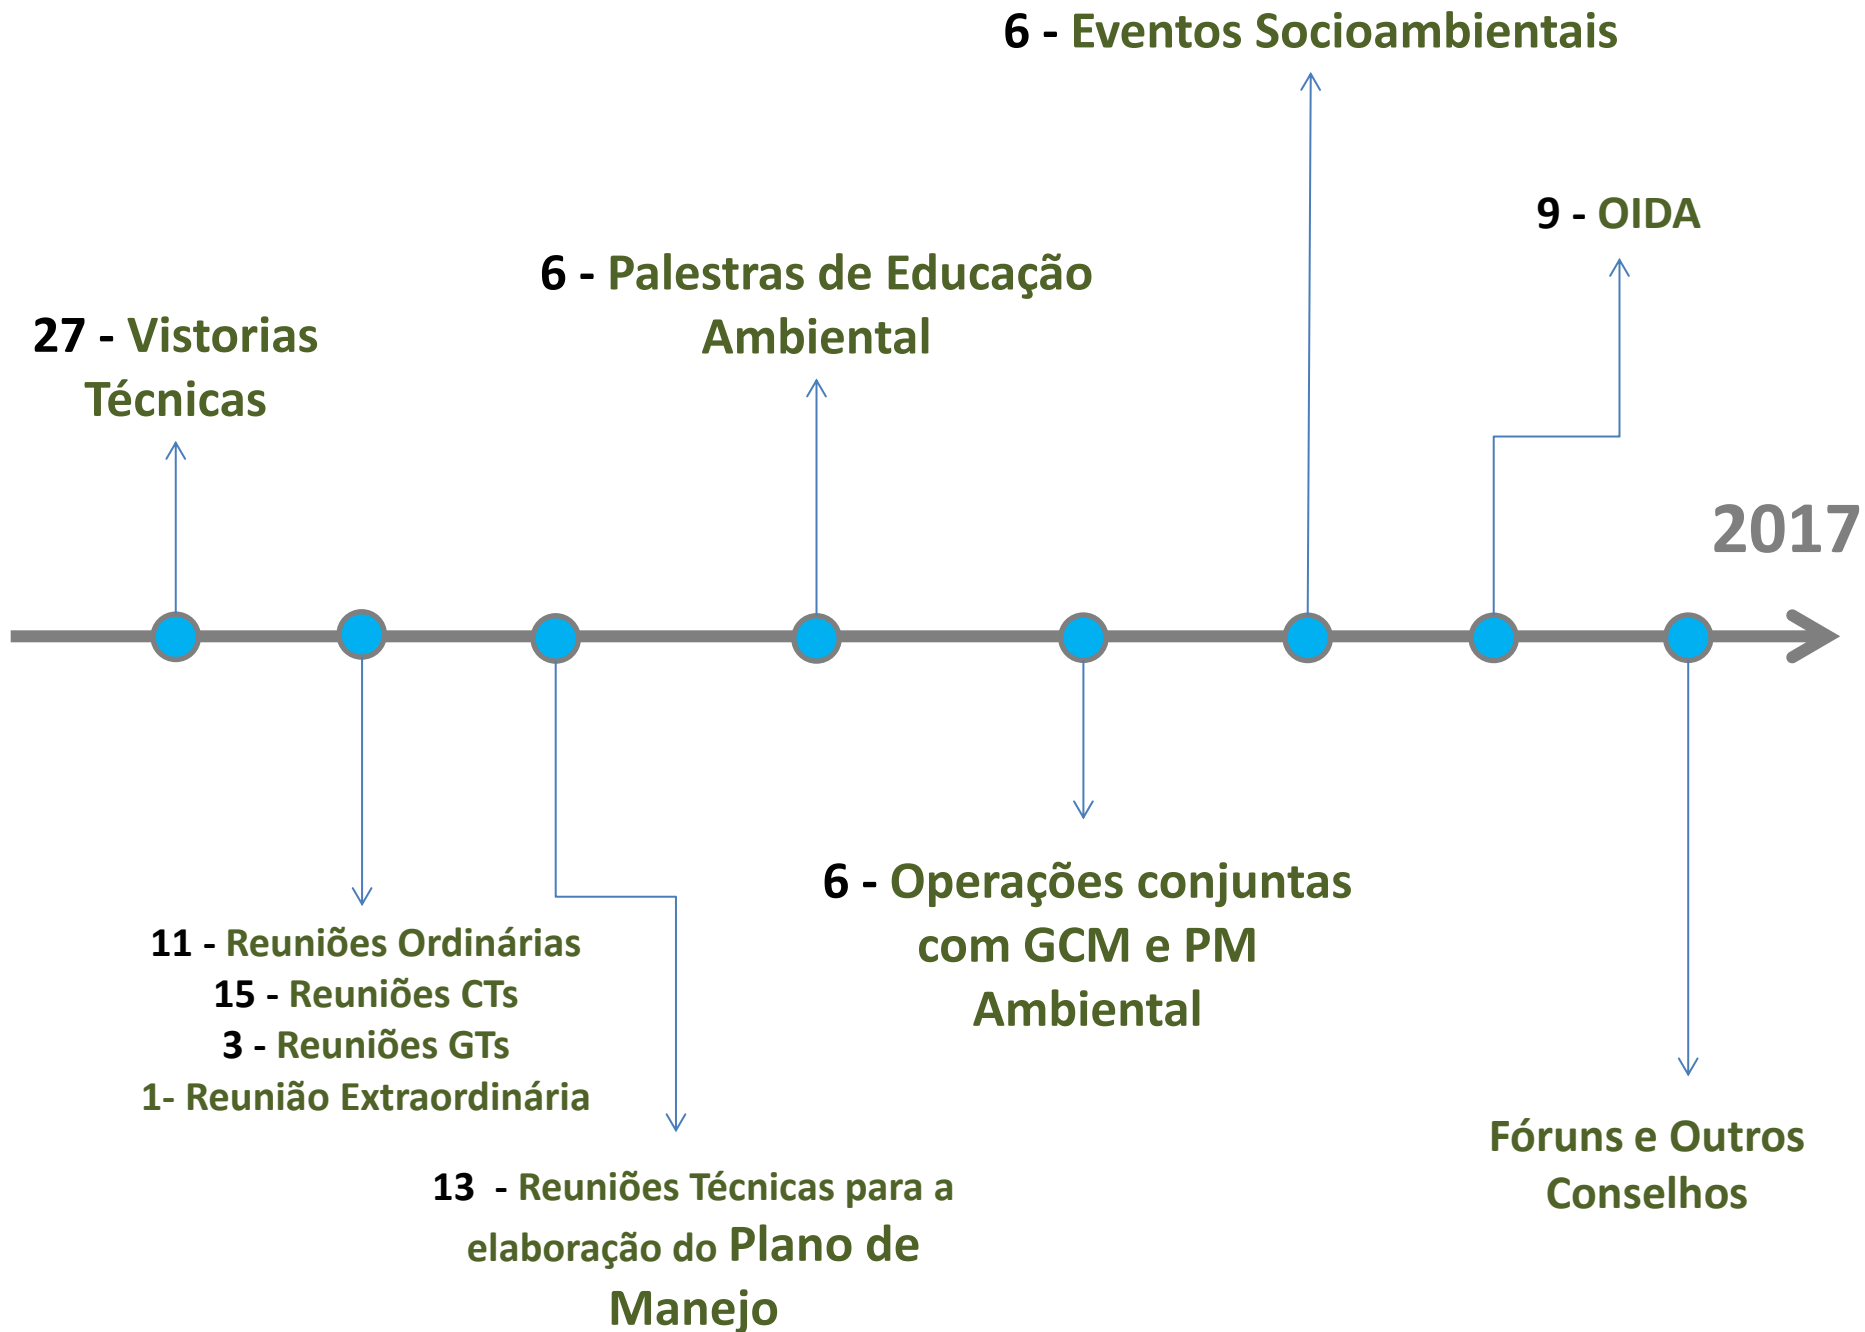 6 - Eventos Socioambientais
9 - OIDA
6 - Palestras de Educação
Ambiental
27 - Vistorias
Técnicas
2017
11 - Reuniões Ordinárias
15 - Reuniões CTs
3 - Reuniões GTs
1- Reunião Extraordinária
13 - Reuniões Técnicas para a
elaboração do Plano de
Manejo
6 - Operações conjuntas
com GCM e PM
Ambiental
Fóruns e Outros
Conselhos